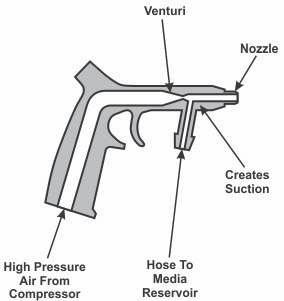 Venturi
Nozzle
Creates
Suction
High Pressure
Air From
Compressor
Hose To
Media
Reservoir